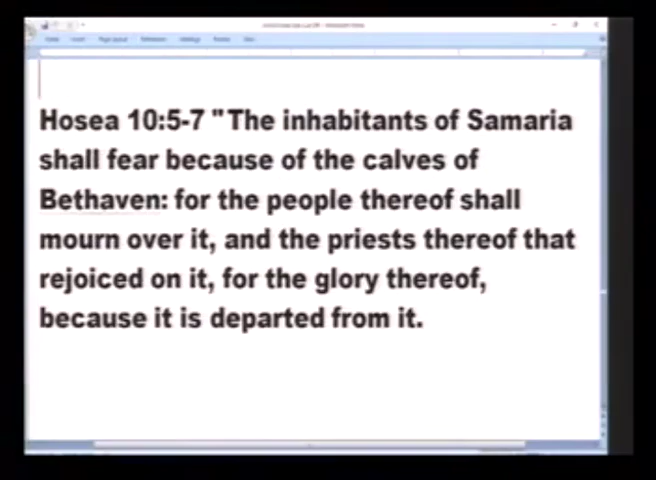 Hosea 10:5-7 "The inhabitants of Samaria
shall fear because of the calves of
Bethaven: for the people thereof shall
mourn over it, and the priests thereof that
rejoiced on it, for the glory thereof,
because it is departed from it.